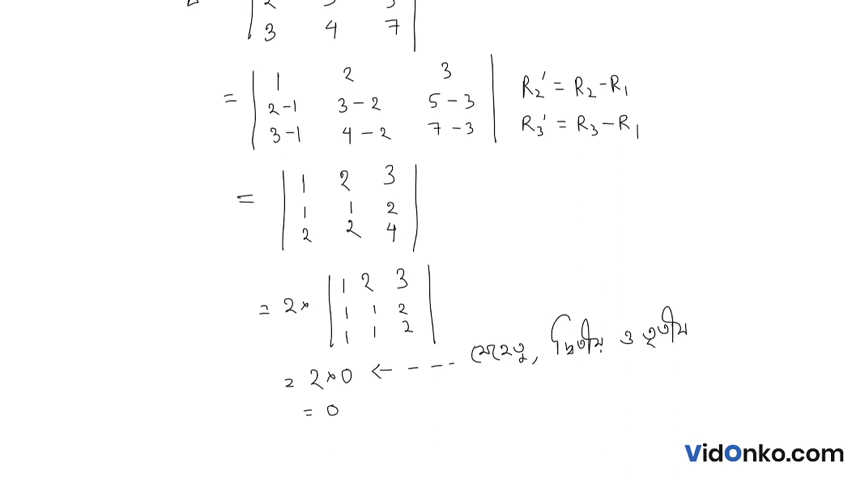 3 4 7
= | 1 2 3 | R₂' = R₂-R₁
2-1 3-2 5-3
3-1 4-2 7-3 R₃' = R₃-R₁
= | 1 2 3 |
1 1 2
2 2 4
= 2× | 1 2 3 |
1 1 2
1 1 2
= 2×0 ← - - - যেহেতু, দ্বিতীয় ও তৃতীয়
= 0
VidOnko.com